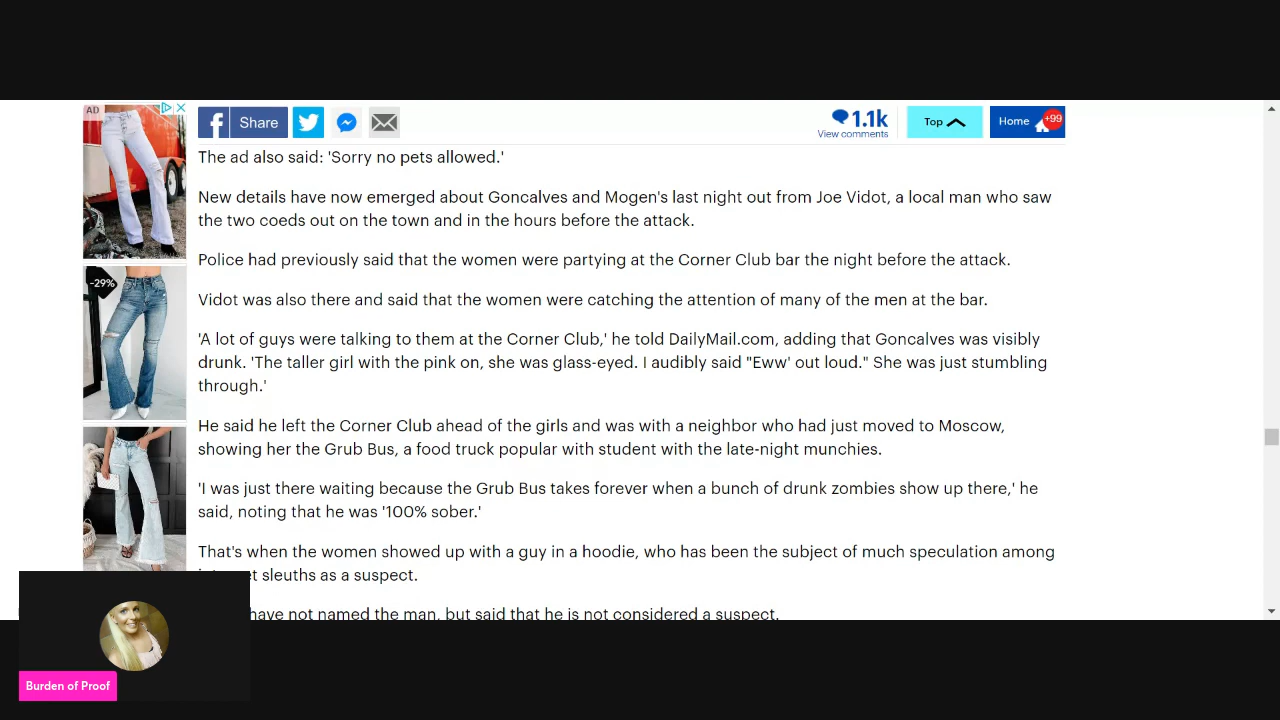 AD
Share
1.1k
View comments
Top
Home
+99
The ad also said: 'Sorry no pets allowed.'
New details have now emerged about Goncalves and Mogen's last night out from Joe Vidot, a local man who saw
the two coeds out on the town and in the hours before the attack.
Police had previously said that the women were partying at the Corner Club bar the night before the attack.
-29%
Vidot was also there and said that the women were catching the attention of many of the men at the bar.
'A lot of guys were talking to them at the Corner Club,' he told DailyMail.com, adding that Goncalves was visibly
drunk. 'The taller girl with the pink on, she was glass-eyed. I audibly said "Eww' out loud." She was just stumbling
through.'
He said he left the Corner Club ahead of the girls and was with a neighbor who had just moved to Moscow,
showing her the Grub Bus, a food truck popular with student with the late-night munchies.
'I was just there waiting because the Grub Bus takes forever when a bunch of drunk zombies show up there,' he
said, noting that he was '100% sober.'
That's when the women showed up with a guy in a hoodie, who has been the subject of much speculation among
sleuths as a suspect.
have not named the man, but said that he is not considered a suspect.
Burden of Proof